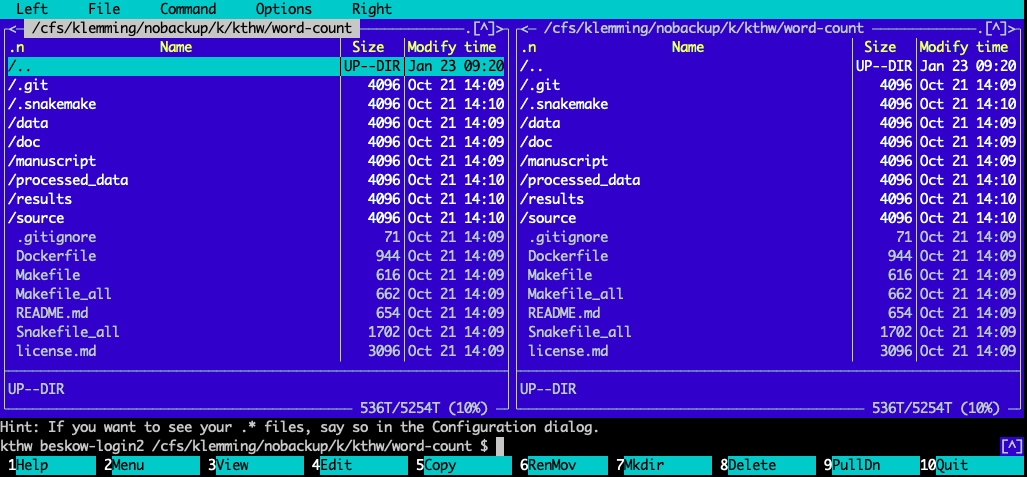 Left File Command Options Right
<─ /cfs/klemming/nobackup/k/kthw/word-count ─.[^]> <─ /cfs/klemming/nobackup/k/kthw/word-count ─.[^]>
.n Name Size Modify time .n Name Size Modify time
/.. UP--DIR Jan 23 09:20 /.. UP--DIR Jan 23 09:20
/.git 4096 Oct 21 14:09 /.git 4096 Oct 21 14:09
/.snakemake 4096 Oct 21 14:10 /.snakemake 4096 Oct 21 14:10
/data 4096 Oct 21 14:09 /data 4096 Oct 21 14:09
/doc 4096 Oct 21 14:09 /doc 4096 Oct 21 14:09
/manuscript 4096 Oct 21 14:09 /manuscript 4096 Oct 21 14:09
/processed_data 4096 Oct 21 14:10 /processed_data 4096 Oct 21 14:10
/results 4096 Oct 21 14:10 /results 4096 Oct 21 14:10
/source 4096 Oct 21 14:10 /source 4096 Oct 21 14:10
.gitignore 71 Oct 21 14:09 .gitignore 71 Oct 21 14:09
Dockerfile 944 Oct 21 14:09 Dockerfile 944 Oct 21 14:09
Makefile 616 Oct 21 14:09 Makefile 616 Oct 21 14:09
Makefile_all 662 Oct 21 14:09 Makefile_all 662 Oct 21 14:09
README.md 654 Oct 21 14:09 README.md 654 Oct 21 14:09
Snakefile_all 1702 Oct 21 14:09 Snakefile_all 1702 Oct 21 14:09
license.md 3096 Oct 21 14:09 license.md 3096 Oct 21 14:09
UP--DIR UP--DIR
536T/5254T (10%) 536T/5254T (10%)
Hint: If you want to see your .* files, say so in the Configuration dialog.
kthw beskow-login2 /cfs/klemming/nobackup/k/kthw/word-count $ [^]
1Help 2Menu 3View 4Edit 5Copy 6RenMov 7Mkdir 8Delete 9PullDn 10Quit